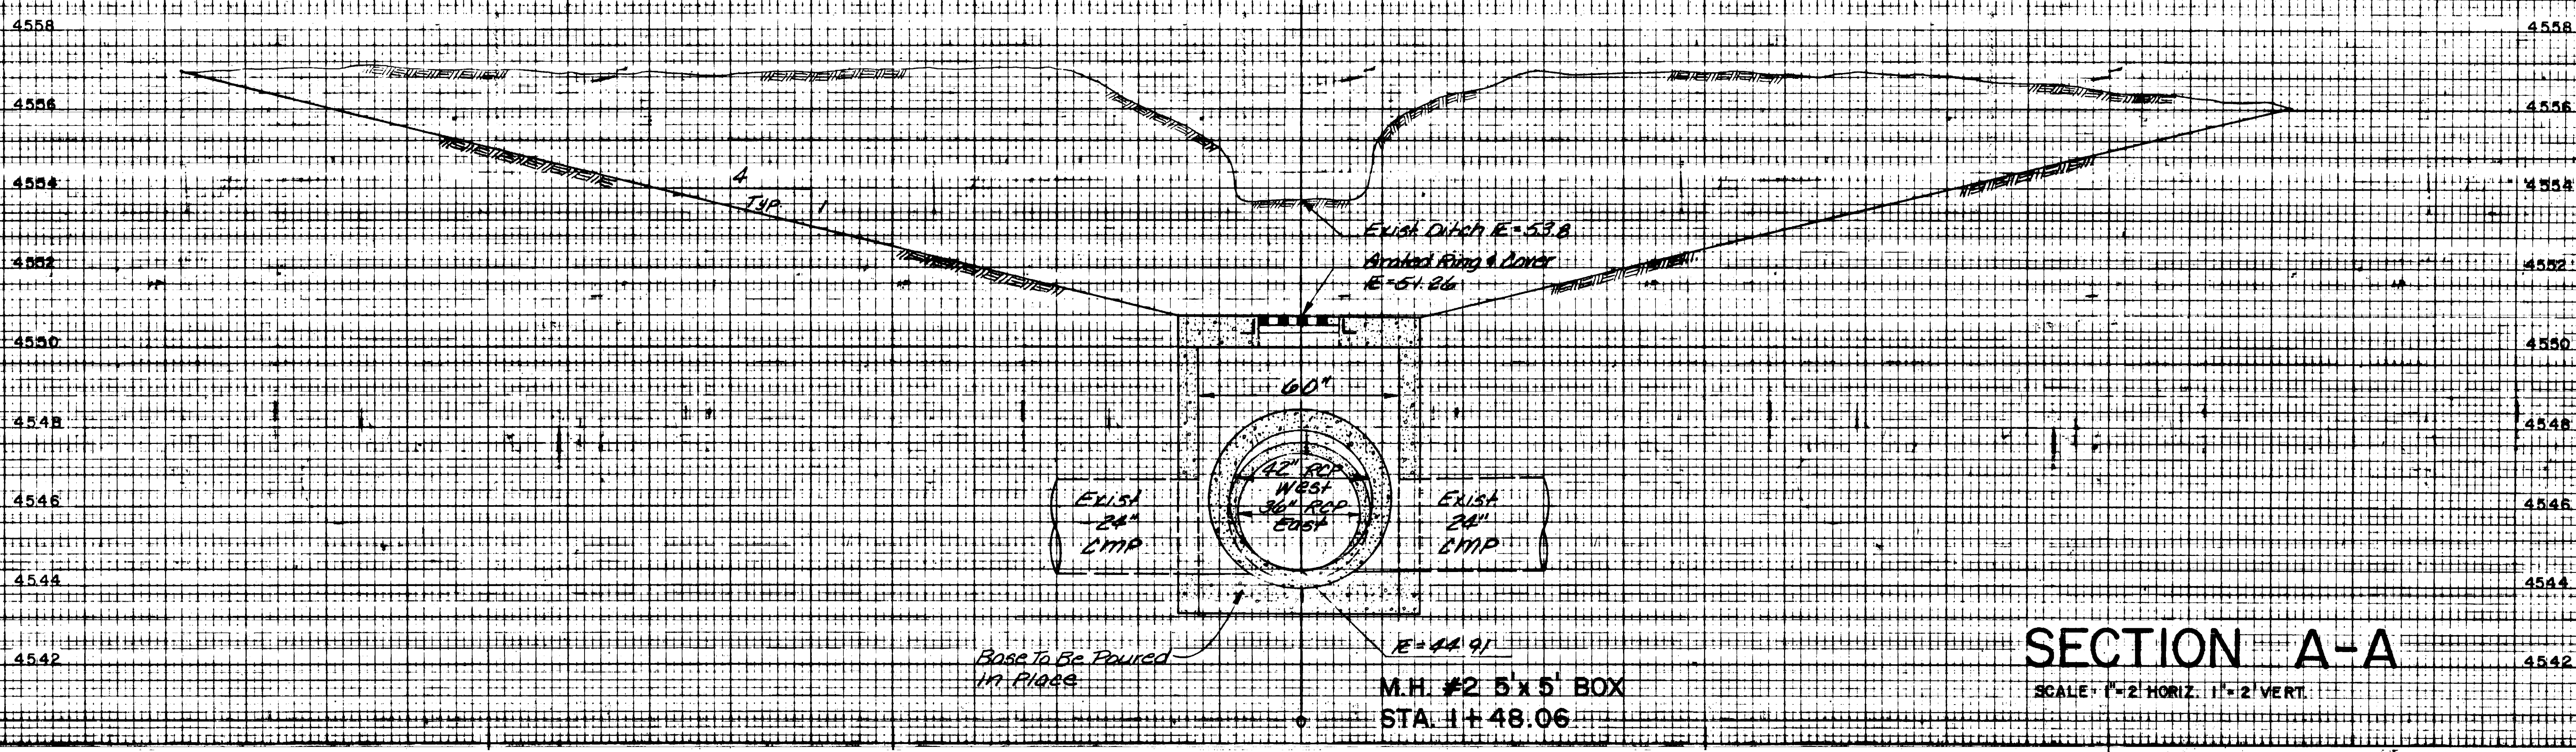 4558 4558
4556 4556
4
4554 4554
TYP. 1
Exist Ditch IE=53.8
4552 Ring & Cover 4552
IE=51.26
4550 4550
60"
4548 4548
42" RCP
West
4546 Exist 36" RCP Exist 4546
24" East 24"
CMP CMP
4544 4544
IE=44.91
4542 Base To Be Poured 4542
In Place
SECTION A-A
SCALE: 1"=2' HORIZ. 1"=2' VERT.
M.H. #2 5'x5' BOX
STA. 1+48.06
0